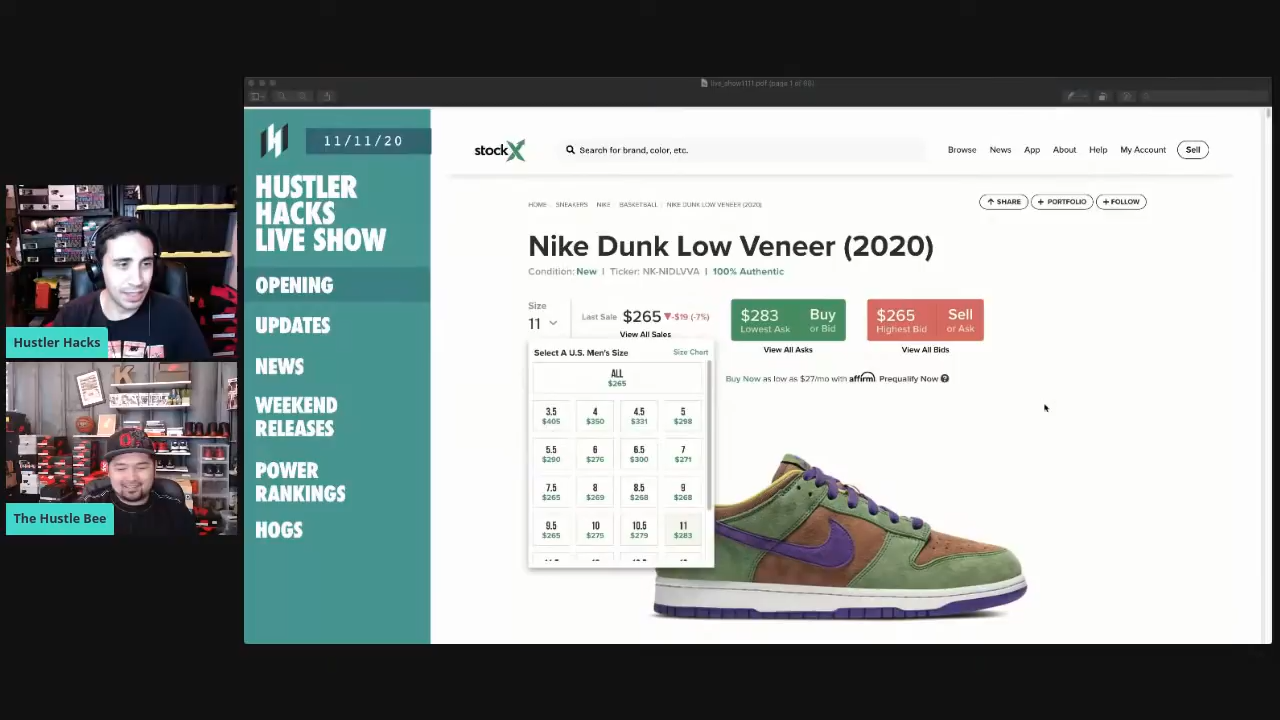 live_show1111.pdf (page 1 of 66)
11/11/20
HUSTLER
HACKS
LIVE SHOW
OPENING
UPDATES
NEWS
WEEKEND
RELEASES
POWER
RANKINGS
HOGS
Hustler Hacks
The Hustle Bee
stockX
Search for brand, color, etc.
Browse News App About Help My Account Sell
HOME SNEAKERS NIKE BASKETBALL NIKE DUNK LOW VENEER (2020)
SHARE + PORTFOLIO + FOLLOW
Nike Dunk Low Veneer (2020)
Condition: New | Ticker: NK-NIDLVVA | 100% Authentic
Size
11
Last Sale $265 ▼-$19 (-7%)
View All Sales
$283 Buy
Lowest Ask or Bid
View All Asks
$265 Sell
Highest Bid or Ask
View All Bids
Buy Now as low as $27/mo with affirm. Prequalify Now ?
Select A U.S. Men's Size Size Chart
ALL
$265
3.5 4 4.5 5
$405 $350 $331 $298
5.5 6 6.5 7
$290 $276 $300 $271
7.5 8 8.5 9
$265 $269 $268 $268
9.5 10 10.5 11
$265 $275 $279 $283